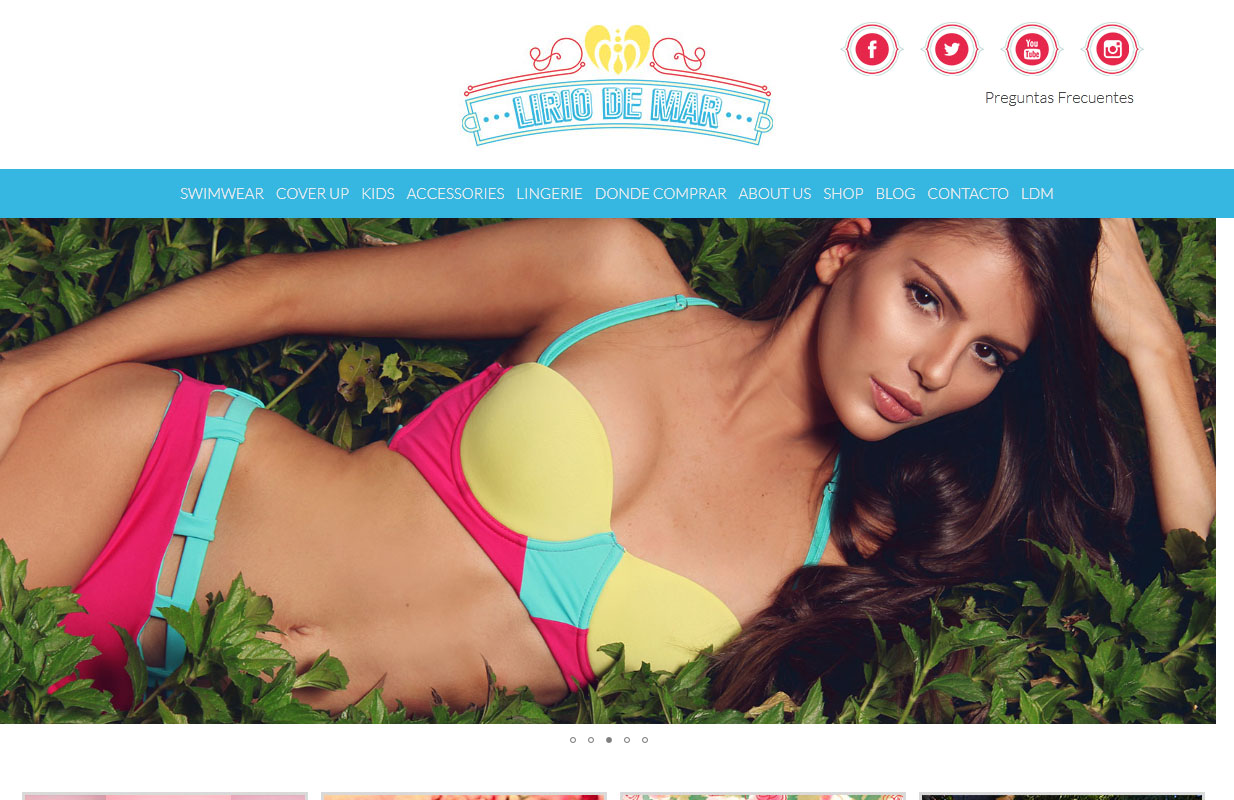 LIRIO DE MAR
You
Tube
Preguntas Frecuentes
SWIMWEAR COVER UP KIDS ACCESSORIES LINGERIE DONDE COMPRAR ABOUT US SHOP BLOG CONTACTO LDM